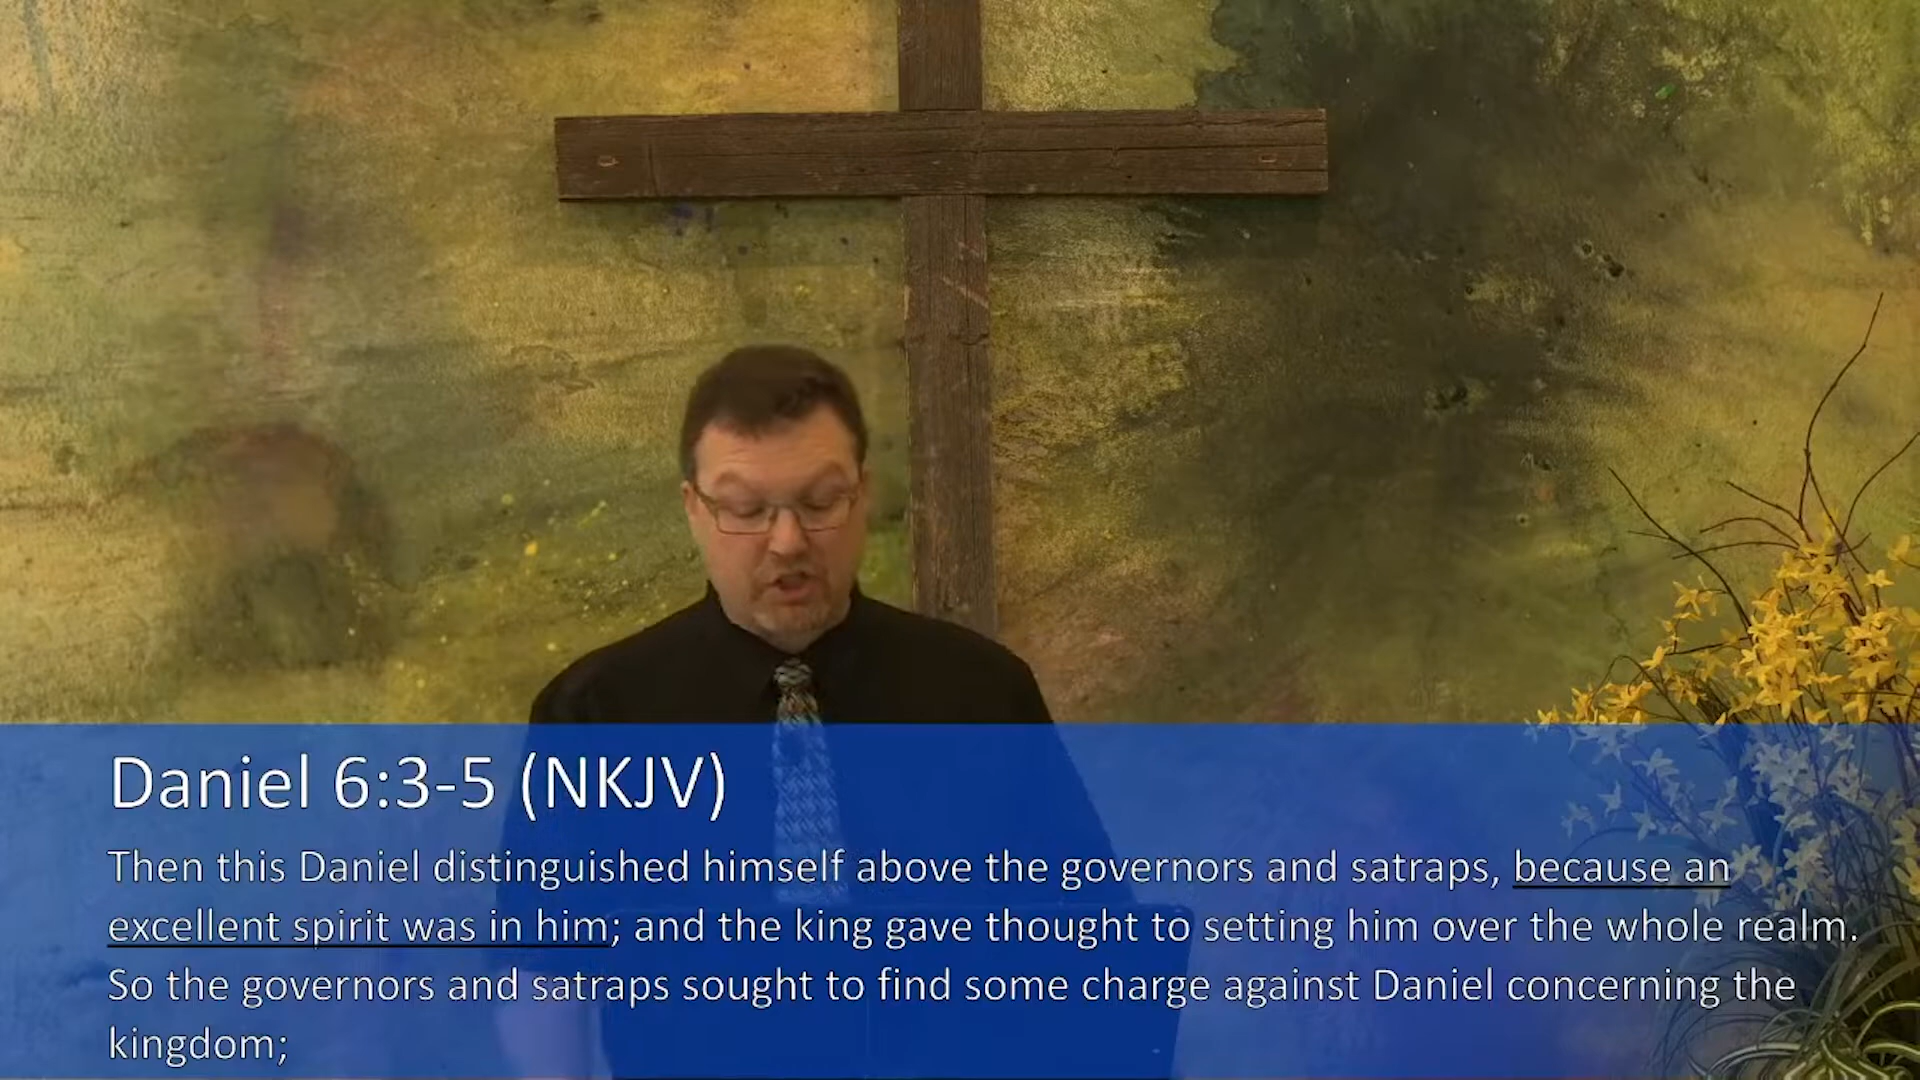 Daniel 6:3-5 (NKJV)
Then this Daniel distinguished himself above the governors and satraps, because an
excellent spirit was in him; and the king gave thought to setting him over the whole realm.
So the governors and satraps sought to find some charge against Daniel concerning the
kingdom;